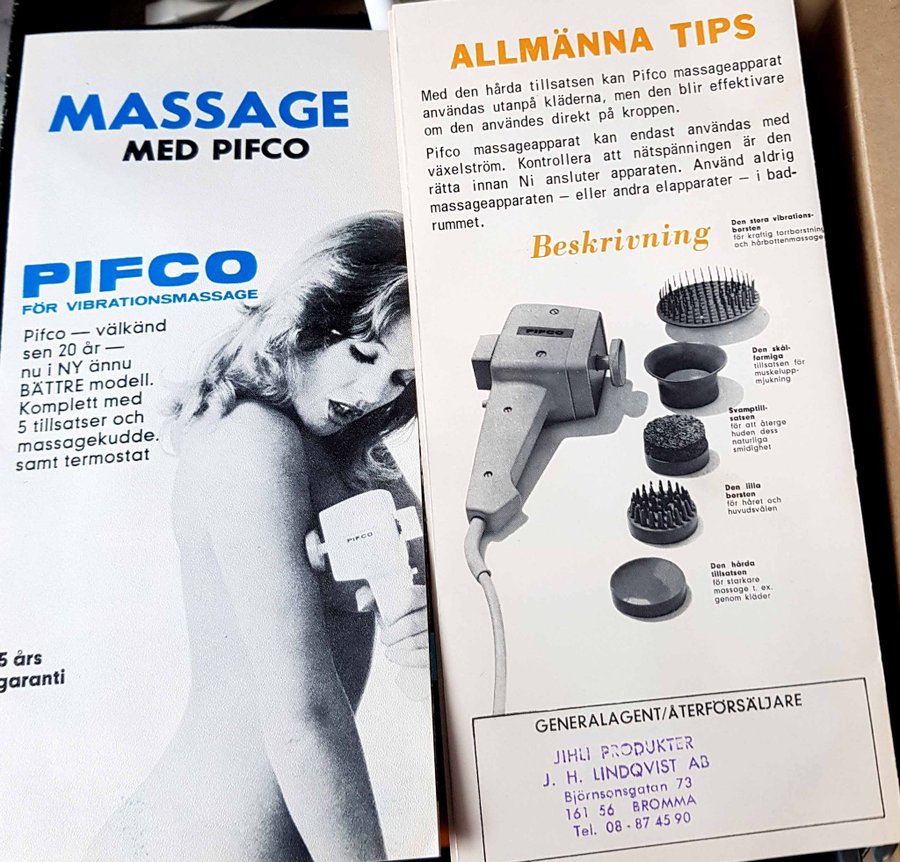 MASSAGE
MED PIFCO
PIFCO
FÖR VIBRATIONSMASSAGE
Pifco — välkänd
sen 20 år —
nu i NY ännu
BÄTTRE modell.
Komplett med
5 tillsatser och
massagekudde.
samt termostat
PIFCO
5 års
garanti
ALLMÄNNA TIPS
Med den hårda tillsatsen kan Pifco massageapparat
användas utanpå kläderna, men den blir effektivare
om den användes direkt på kroppen.
Pifco massageapparat kan endast användas med
växelström. Kontrollera att nätspänningen är den
rätta innan Ni ansluter apparaten. Använd aldrig
massageapparaten — eller andra elapparater — i bad-
rummet.
Beskrivning
Den stora vibrations-
borsten
för kraftig torrborstning
och hårbottenmassage
PIFCO
Den skål-
formiga
tillsatsen för
muskelupp-
mjukning
Svamptill-
satsen
för att återge
huden dess
naturliga
smidighet
Den lilla
borsten
för håret och
huvudsvålen
Den hårda
tillsatsen
för starkare
massage t. ex.
genom kläder
GENERALAGENT/ÅTERFÖRSÄLJARE
JIHLI PRODUKTER
J. H. LINDQVIST AB
Björnsonsgatan 73
161 56 BROMMA
Tel. 08 - 87 45 90